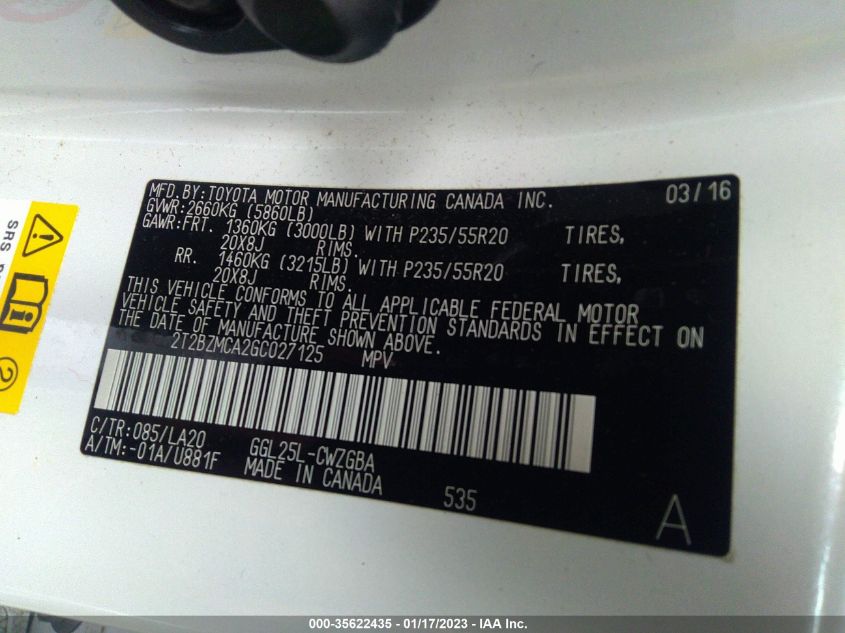 MFD. BY:TOYOTA MOTOR MANUFACTURING CANADA INC. 03/16
GVWR:2660KG (5860LB)
GAWR:FRT. 1360KG (3000LB) WITH P235/55R20 TIRES,
20X8J RIMS.
RR. 1460KG (3215LB) WITH P235/55R20 TIRES,
20X8J RIMS.
THIS VEHICLE CONFORMS TO ALL APPLICABLE FEDERAL MOTOR
VEHICLE SAFETY AND THEFT PREVENTION STANDARDS IN EFFECT ON
THE DATE OF MANUFACTURE SHOWN ABOVE.
2T2BZMCA2GC027125 MPV
C/TR:085/LA20 GGL25L-CWZGBA
A/TM:-01A/U881F MADE IN CANADA 535 A
SRS
2
000-35622435 - 01/17/2023 - IAA Inc.